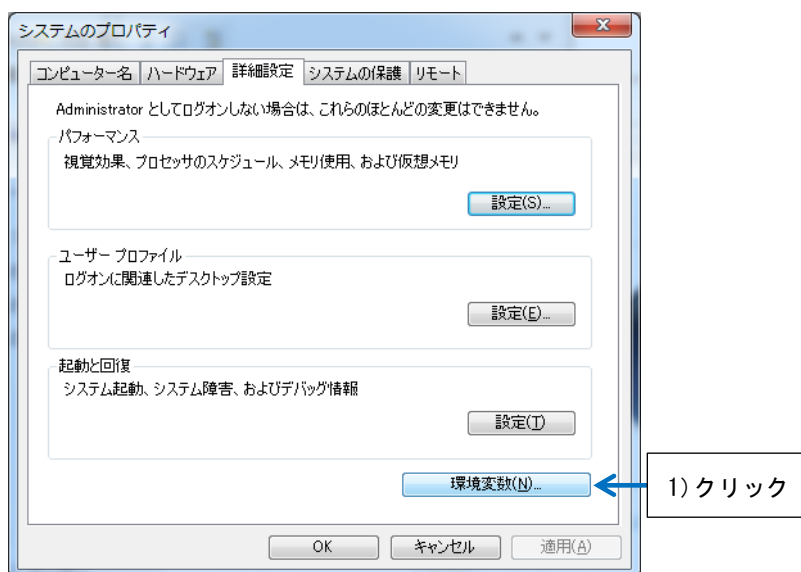 システムのプロパティ
コンピューター名 ハードウェア 詳細設定 システムの保護 リモート
Administrator としてログオンしない場合は、これらのほとんどの変更はできません。
パフォーマンス
視覚効果、プロセッサのスケジュール、メモリ使用、および仮想メモリ
設定(S)...
ユーザー プロファイル
ログオンに関連したデスクトップ設定
設定(E)...
起動と回復
システム起動、システム障害、およびデバッグ情報
設定(T)
環境変数(N)...
1)クリック
OK キャンセル 適用(A)